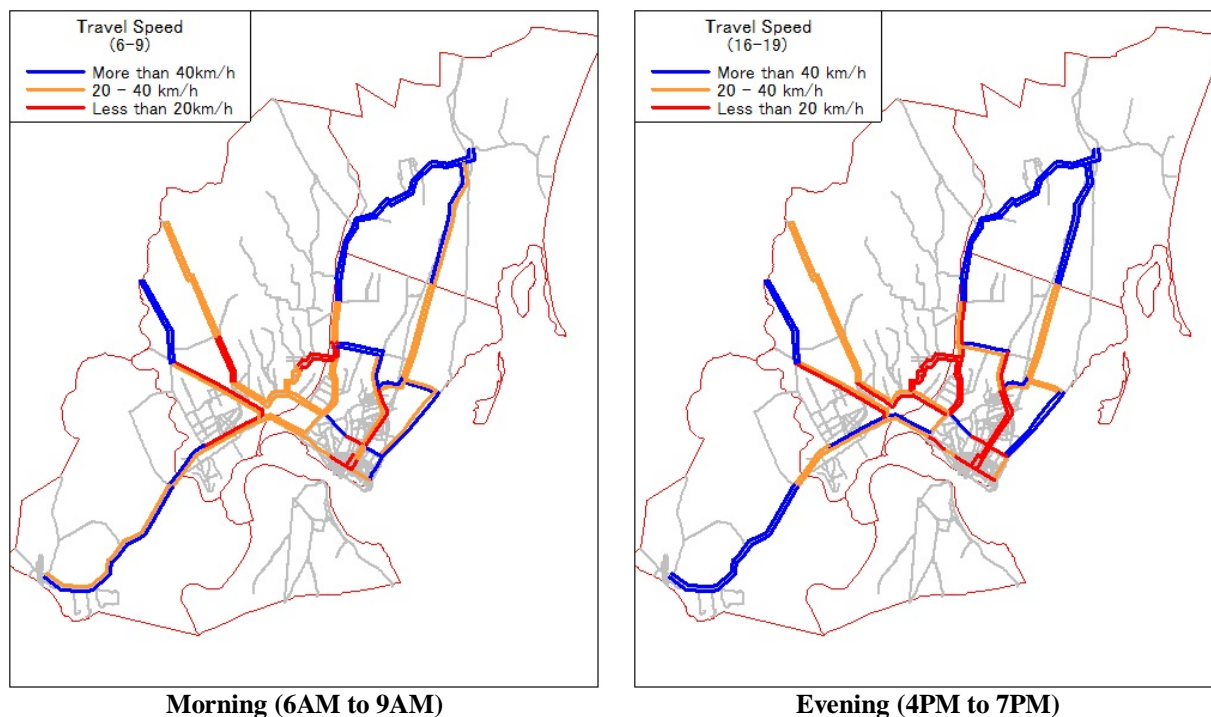 Travel Speed
(6-9)
More than 40km/h
20 - 40 km/h
Less than 20km/h
Travel Speed
(16-19)
More than 40 km/h
20 - 40 km/h
Less than 20 km/h
Morning (6AM to 9AM)
Evening (4PM to 7PM)